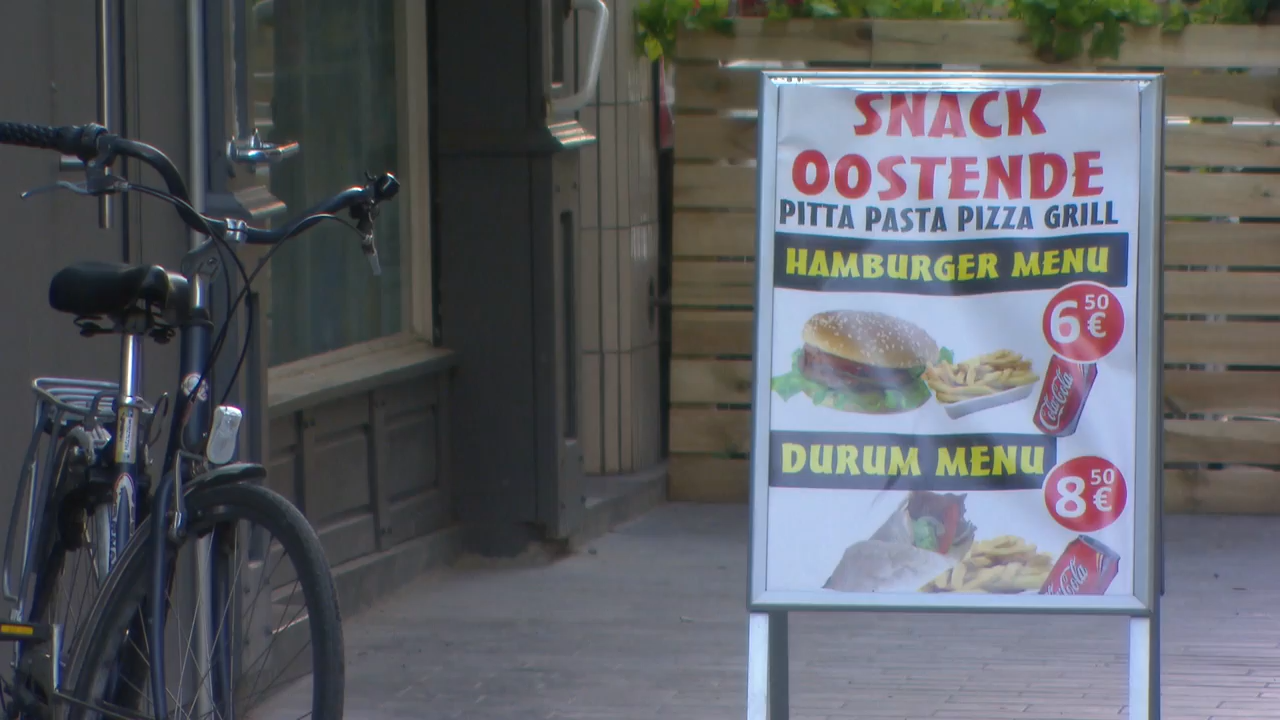 SNACK
OOSTENDE
PITTA PASTA PIZZA GRILL
HAMBURGER MENU
6 50 €
Coca-Cola
DURUM MENU
8 50 €
Coca-Cola